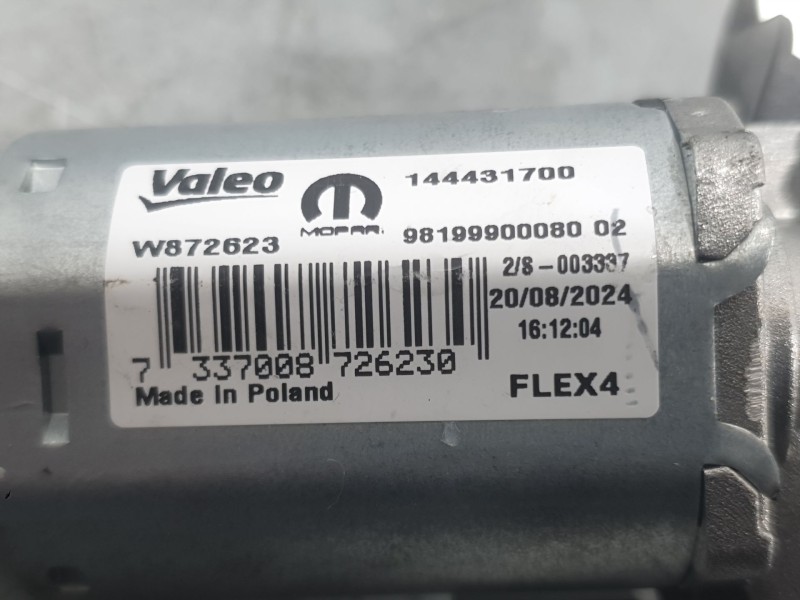 Valeo
MOPAR
144431700
W872623
98199900080 02
2/8-003337
20/08/2024
16:12:04
7 337008 726230
Made in Poland
FLEX4